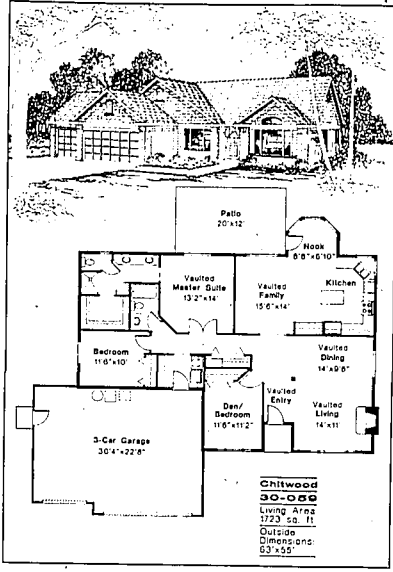 Patio
20'x12'
Nook
8'8"x6'10"
Vaulted
Master Suite
13'2"x14'
Vaulted
Family
15'6"x14'
Kitchen
Bedroom
11'6"x10'
Vaulted
Dining
14'x9'6"
Den/
Bedroom
11'6"x11'2"
Vaulted
Entry
Vaulted
Living
14'x11'
3-Car Garage
30'4"x22'8"
Chitwood
30-059
Living Area
1723 sq. ft
Outside
Dimensions:
63'x55'